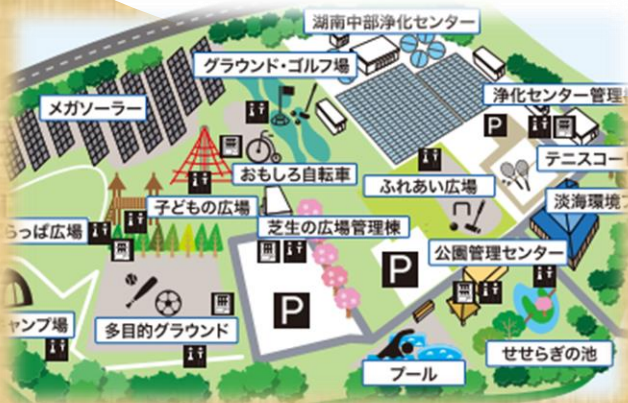 湖南中部浄化センター
グラウンド・ゴルフ場
メガソーラー
浄化センター管理
P
テニスコー
おもしろ自転車
ふれあい広場
淡海環境
子どもの広場
らっぱ広場
芝生の広場管理棟
公園管理センター
P
P
多目的グラウンド
ャンプ場
せせらぎの池
プール